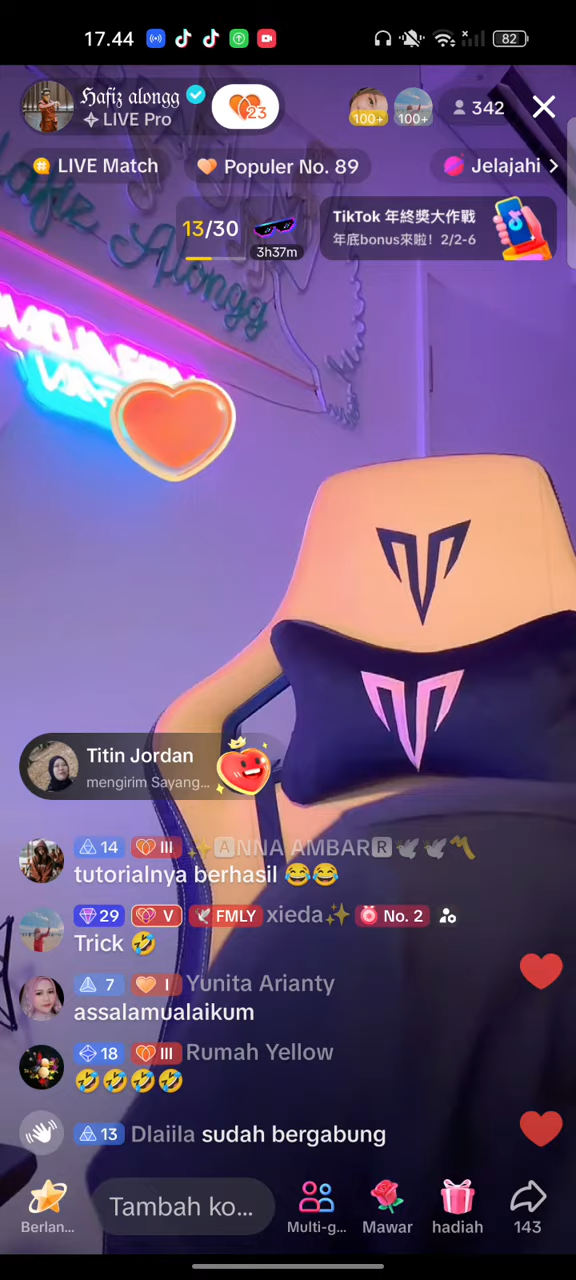 17.44
82
Hafiz alongg
LIVE Pro
23
100+
100+
342
LIVE Match
Populer No. 89
Jelajahi
13/30
3h37m
TikTok 年終獎大作戰
年底bonus來啦！2/2-6
Hafiz Alongg
Titin Jordan
mengirim Sayang...
14 III ✨🅰NNA AMBAR🆁🕊🕊〽
tutorialnya berhasil 😂😂
29 V FMLY xieda✨ No. 2
Trick 🤣
7 I Yunita Arianty
assalamualaikum
18 III Rumah Yellow
🤣🤣🤣🤣
13 Dlaiila sudah bergabung
Berlan...
Tambah ko...
Multi-g...
Mawar
hadiah
143